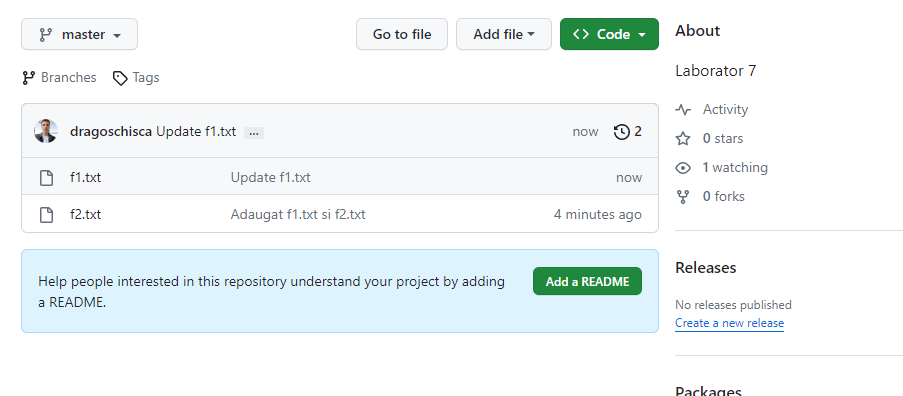 master
Go to file
Add file
Code
Branches
Tags
dragoschisca Update f1.txt ... now 2
f1.txt Update f1.txt now
f2.txt Adaugat f1.txt si f2.txt 4 minutes ago
Help people interested in this repository understand your project by adding
a README.
Add a README
About
Laborator 7
Activity
0 stars
1 watching
0 forks
Releases
No releases published
Create a new release
Packages